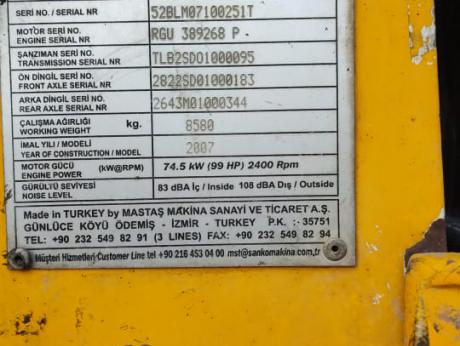 SERİ NO. / SERIAL NR 52BLM07100251T
MOTOR SERİ NO.
ENGINE SERIAL NR RGU 389268 P
ŞANZIMAN SERİ NO.
TRANSMISSION SERIAL NR TLB2SD01000095
ÖN DİNGİL SERİ NO.
FRONT AXLE SERIAL NR 2822SD01000183
ARKA DİNGİL SERİ NO.
REAR AXLE SERIAL NR 2643M01000344
ÇALIŞMA AĞIRLIĞI
WORKING WEIGHT kg. 8580
İMAL YILI / MODELİ
YEAR OF CONSTRUCTION / MODEL 2007
MOTOR GÜCÜ
ENGINE POWER (kW@RPM) 74.5 kW (99 HP) 2400 Rpm
GÜRÜLTÜ SEVİYESİ
NOISE LEVEL 83 dBA İç / Inside 108 dBA Dış / Outside
Made in TURKEY by MASTAŞ MAKİNA SANAYİ VE TİCARET A.Ş.
GÜNLÜCE KÖYÜ ÖDEMİŞ - İZMİR - TURKEY P.K. :35751
TEL: +90 232 549 82 91 (3 LINES) FAX: +90 232 549 82 94
Müşteri Hizmetleri Customer Line tel +90 216 453 04 00 mst@sankomakina.com.tr